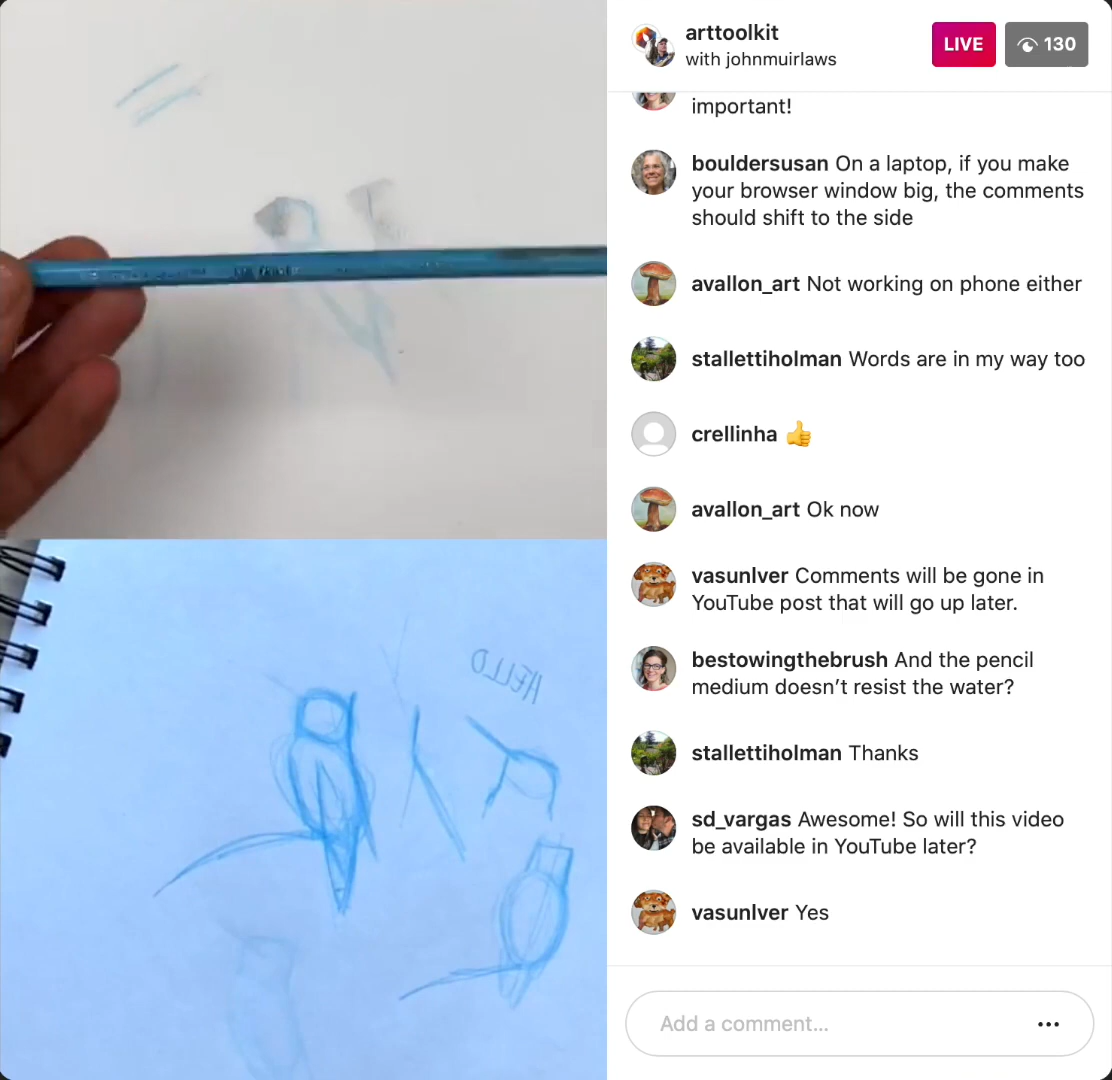 arttoolkit
with johnmuirlaws
LIVE
130
important!
bouldersusan On a laptop, if you make
your browser window big, the comments
should shift to the side
avallon_art Not working on phone either
stallettiholman Words are in my way too
crellinha 👍
avallon_art Ok now
vasunlver Comments will be gone in
YouTube post that will go up later.
bestowingthebrush And the pencil
medium doesn’t resist the water?
stallettiholman Thanks
sd_vargas Awesome! So will this video
be available in YouTube later?
vasunlver Yes
Add a comment...
HELLO